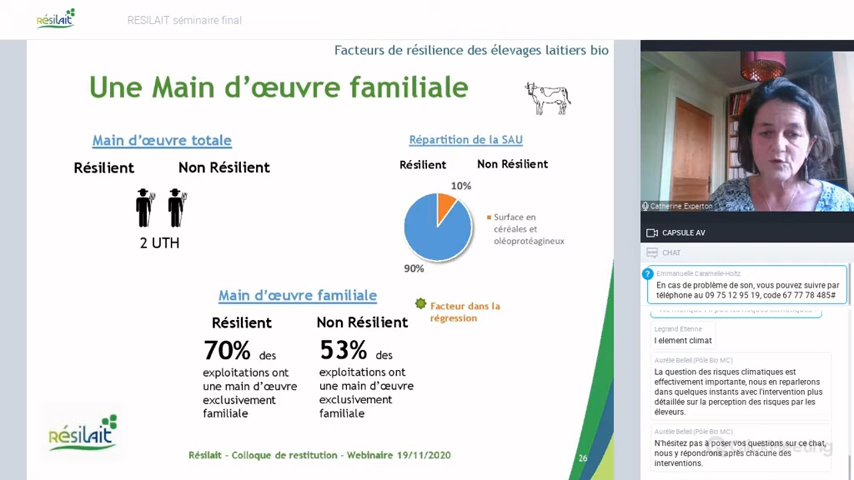 Résilait
RESILAIT séminaire final
Facteurs de résilience des élevages laitiers bio
Une Main d'œuvre familiale
Main d'œuvre totale
Résilient
Non Résilient
2 UTH
Répartition de la SAU
Résilient
Non Résilient
10%
90%
Surface en
céréales et
oléoprotéagineux
Main d'œuvre familiale
Résilient
Non Résilient
70% des
exploitations ont
une main d'œuvre
exclusivement
familiale
53% des
exploitations ont
une main d'œuvre
exclusivement
familiale
Facteur dans la
régression
Résilait
Résilait - Colloque de restitution - Webinaire 19/11/2020
26
Catherine Experton
CAPSULE AV
CHAT
?
Emmanuelle Caramelle-Holtz
En cas de problème de son, vous pouvez suivre par
téléphone au 09 75 12 95 19, code 67 77 78 485#
Legrand Etienne
l element climat
Aurélie Belleil (Pôle Bio MC)
La question des risques climatiques est
effectivement importante, nous en reparlerons
dans quelques instants avec l'intervention plus
détaillée sur la perception des risques par les
éleveurs.
Aurélie Belleil (Pôle Bio MC)
N'hésitez pas à poser vos questions sur ce chat,
nous y répondrons après chacune des
interventions.